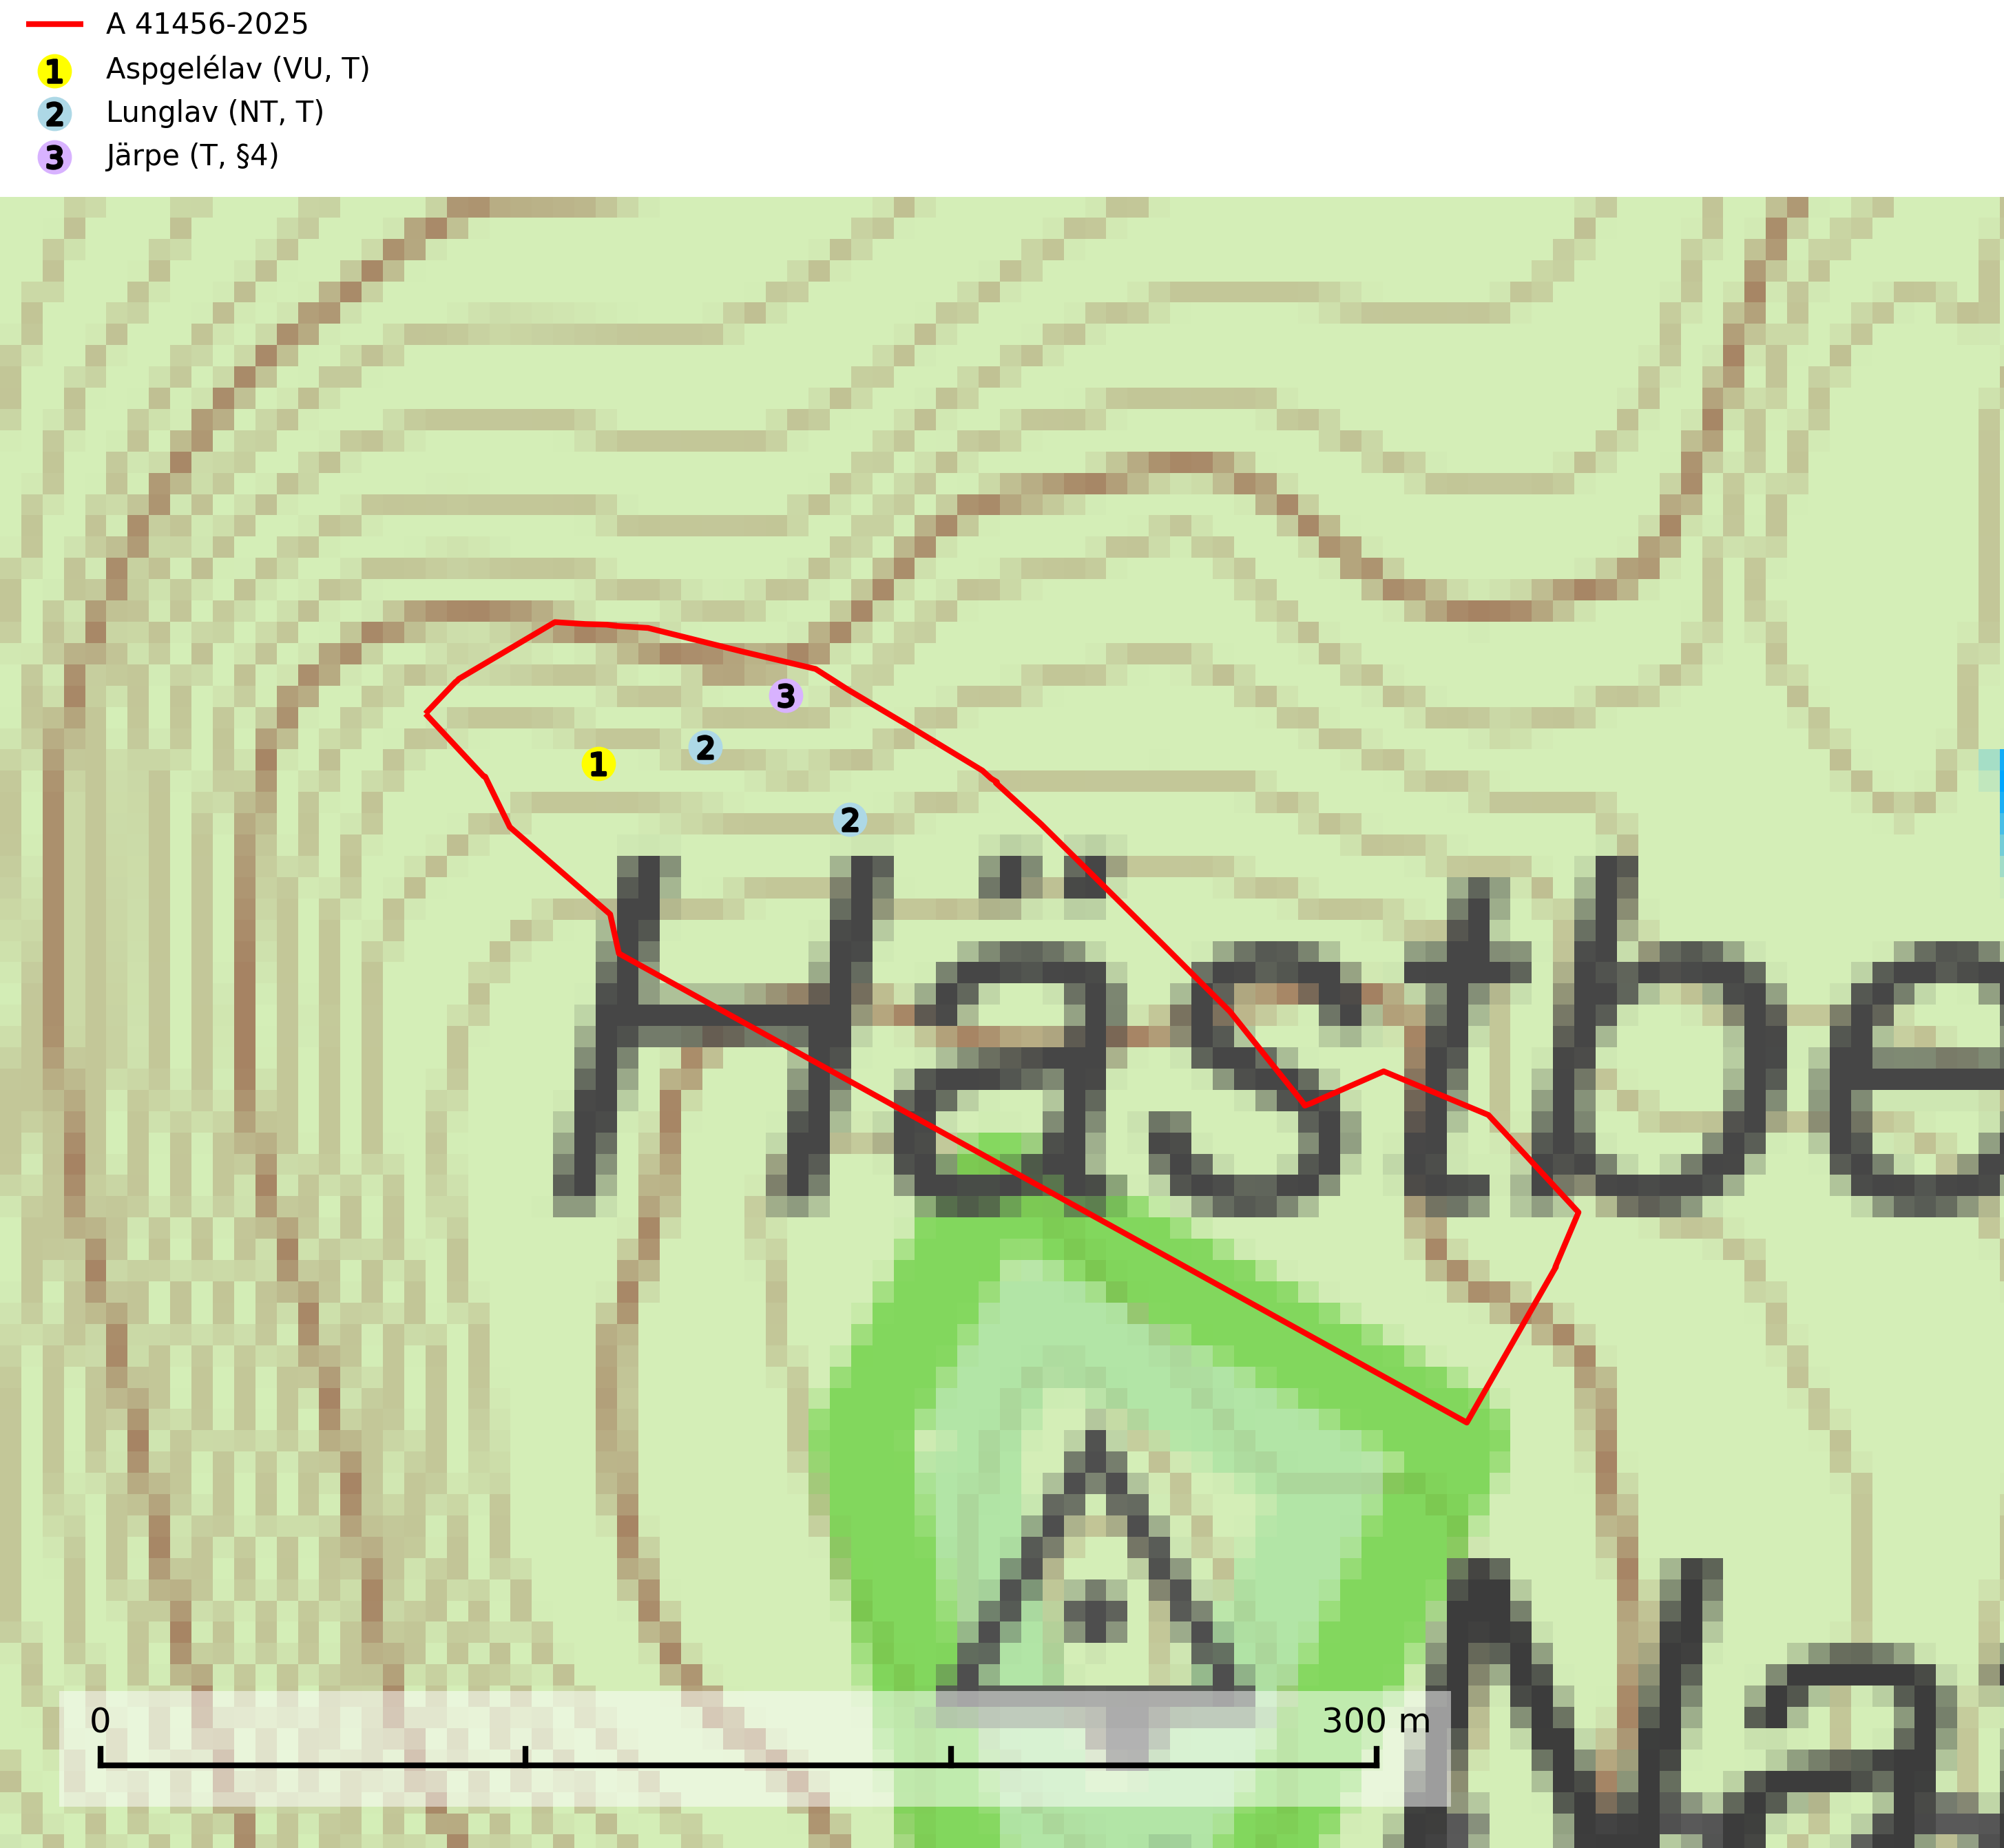 A 41456-2025
1 Aspgelélav (VU, T)
2 Lunglav (NT, T)
3 Järpe (T, §4)
3
2
1
2
Hästbe
Na
0 300 m